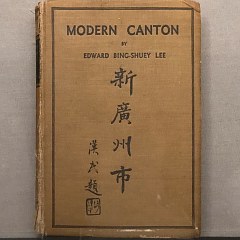 MODERN CANTON
BY
EDWARD BING-SHUEY LEE
新廣州市
漢民題